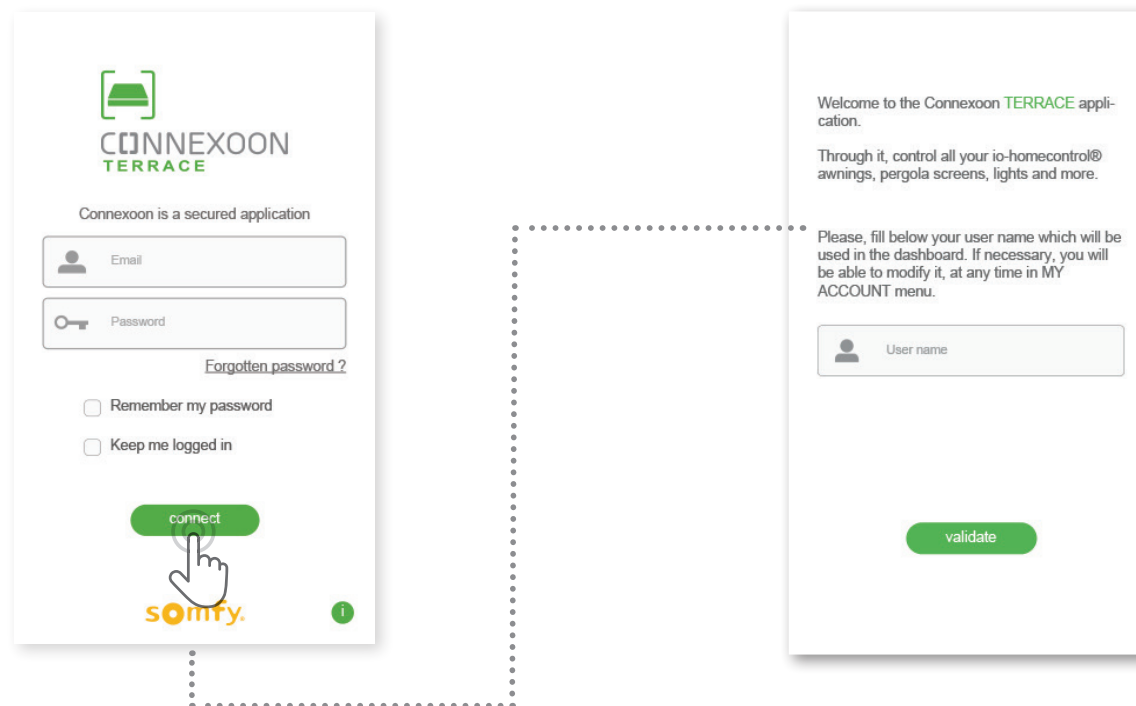 CONNEXOON
TERRACE
Connexoon is a secured application
Email
Password
Forgotten password ?
Remember my password
Keep me logged in
connect
somfy.
i
Welcome to the Connexoon TERRACE appli-
cation.
Through it, control all your io-homecontrol®
awnings, pergola screens, lights and more.
Please, fill below your user name which will be
used in the dashboard. If necessary, you will
be able to modify it, at any time in MY
ACCOUNT menu.
User name
validate